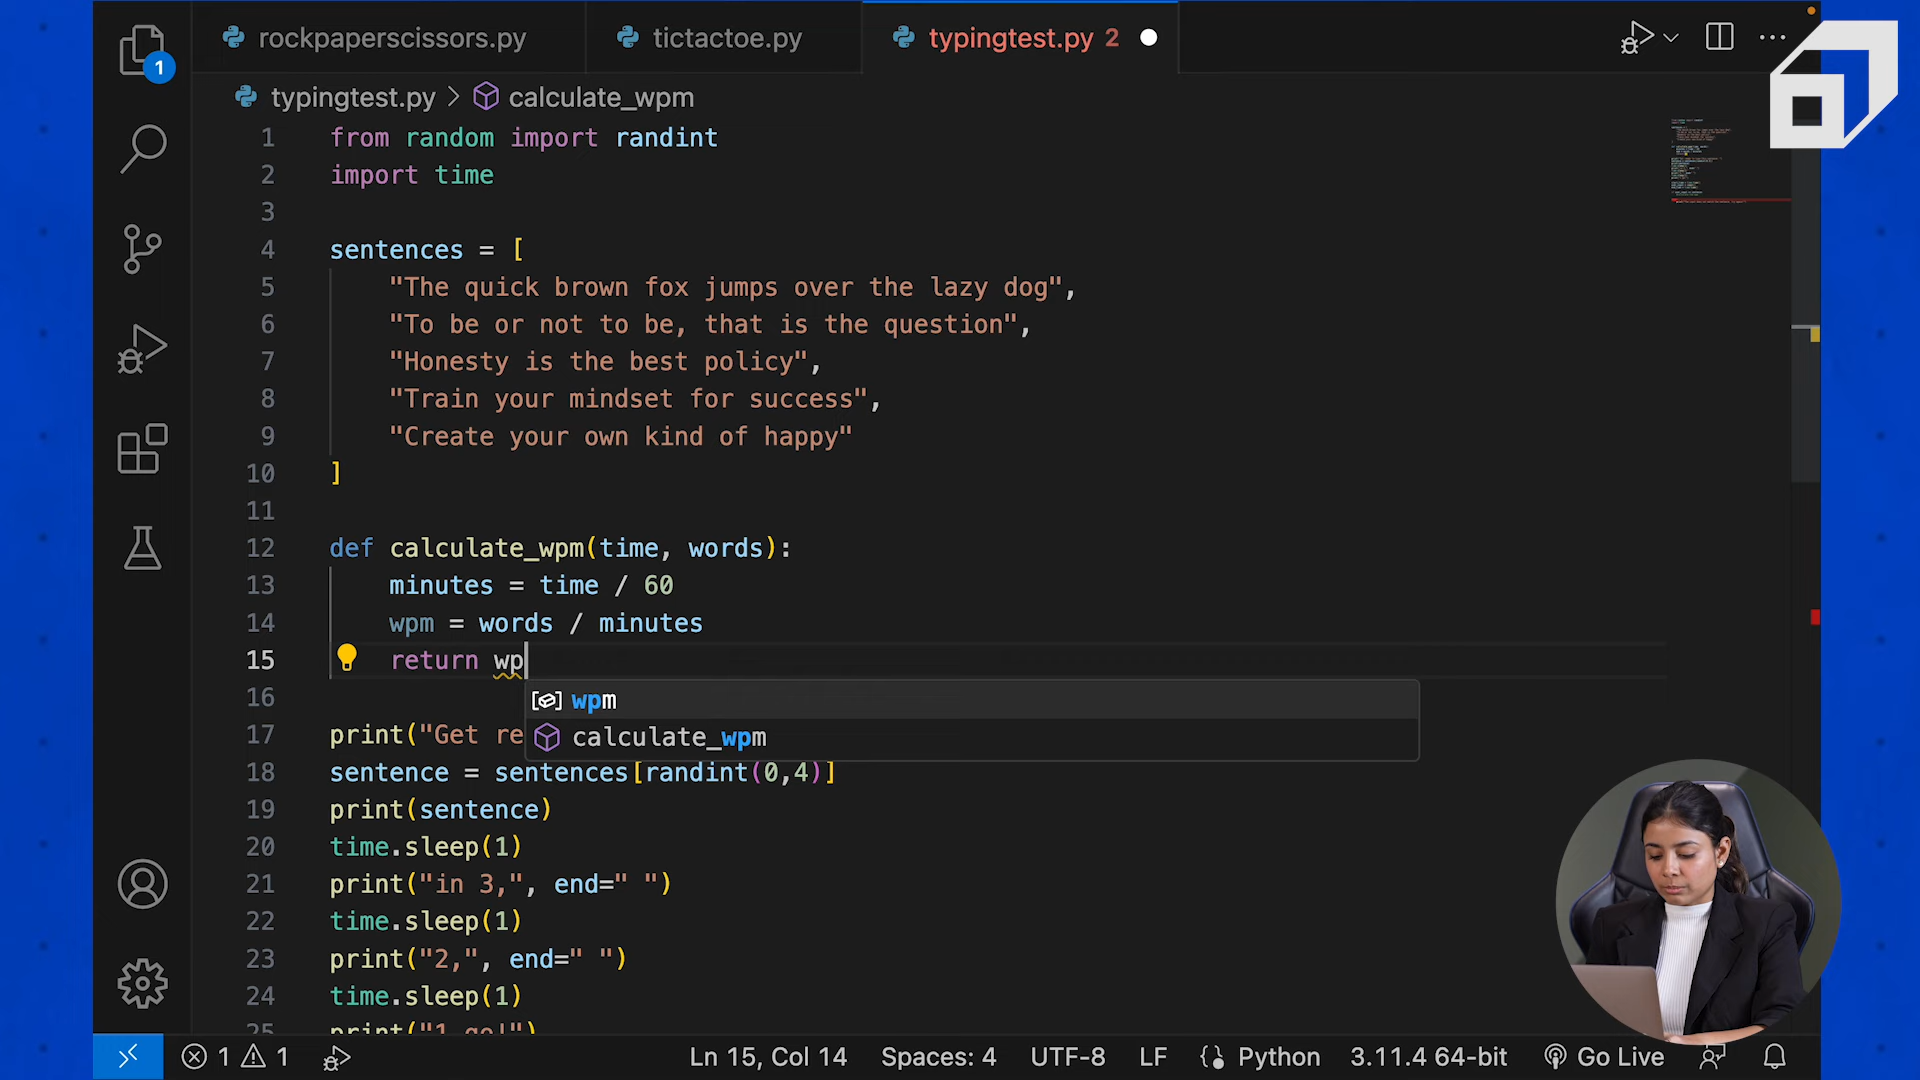 rockpaperscissors.py tictactoe.py typingtest.py 2
1
typingtest.py > calculate_wpm
1 from random import randint
2 import time
3
4 sentences = [
5 "The quick brown fox jumps over the lazy dog",
6 "To be or not to be, that is the question",
7 "Honesty is the best policy",
8 "Train your mindset for success",
9 "Create your own kind of happy"
10 ]
11
12 def calculate_wpm(time, words):
13 minutes = time / 60
14 wpm = words / minutes
15 return wp
wpm
calculate_wpm
16
17 print("Get re
18 sentence = sentences[randint(0,4)]
19 print(sentence)
20 time.sleep(1)
21 print("in 3,", end=" ")
22 time.sleep(1)
23 print("2,", end=" ")
24 time.sleep(1)
25 print("1 go!")
1 1 Ln 15, Col 14 Spaces: 4 UTF-8 LF Python 3.11.4 64-bit Go Live